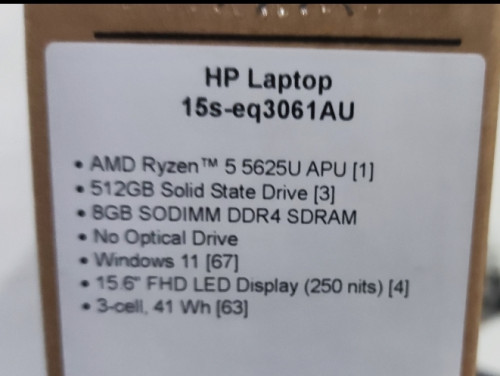 HP Laptop
15s-eq3061AU
• AMD Ryzen™ 5 5625U APU [1]
• 512GB Solid State Drive [3]
• 8GB SODIMM DDR4 SDRAM
• No Optical Drive
• Windows 11 [67]
• 15.6" FHD LED Display (250 nits) [4]
• 3-cell, 41 Wh [63]